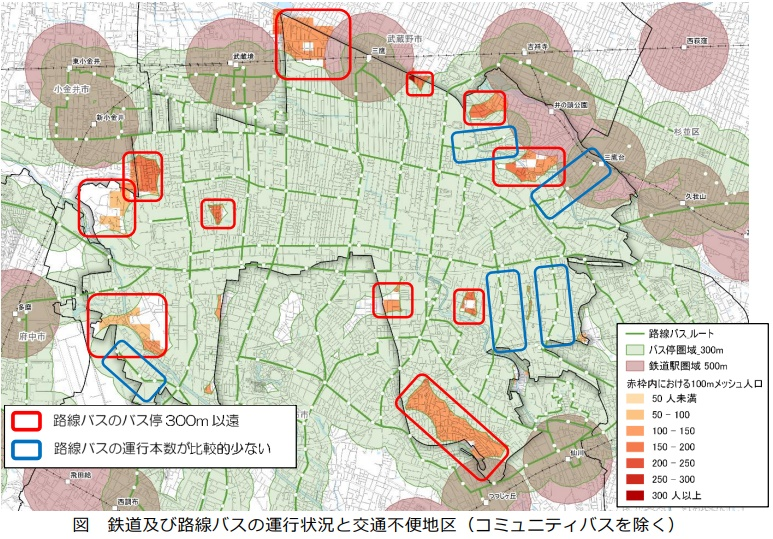 武蔵野市
三鷹
吉祥寺
西荻窪
東小金井
武蔵境
小金井市
新小金井
井の頭公園
杉並区
三鷹台
久我山
多磨
府中市
路線バスルート
バス停圏域_300m
鉄道駅圏域 500m
赤枠内における100mメッシュ人口
50 人未満
50 - 100
100 - 150
150 - 200
200 - 250
250 - 300
300 人以上
路線バスのバス停 300m 以遠
路線バスの運行本数が比較的少ない
飛田給
西調布
つつじヶ丘
仙川
図 鉄道及び路線バスの運行状況と交通不便地区（コミュニティバスを除く）